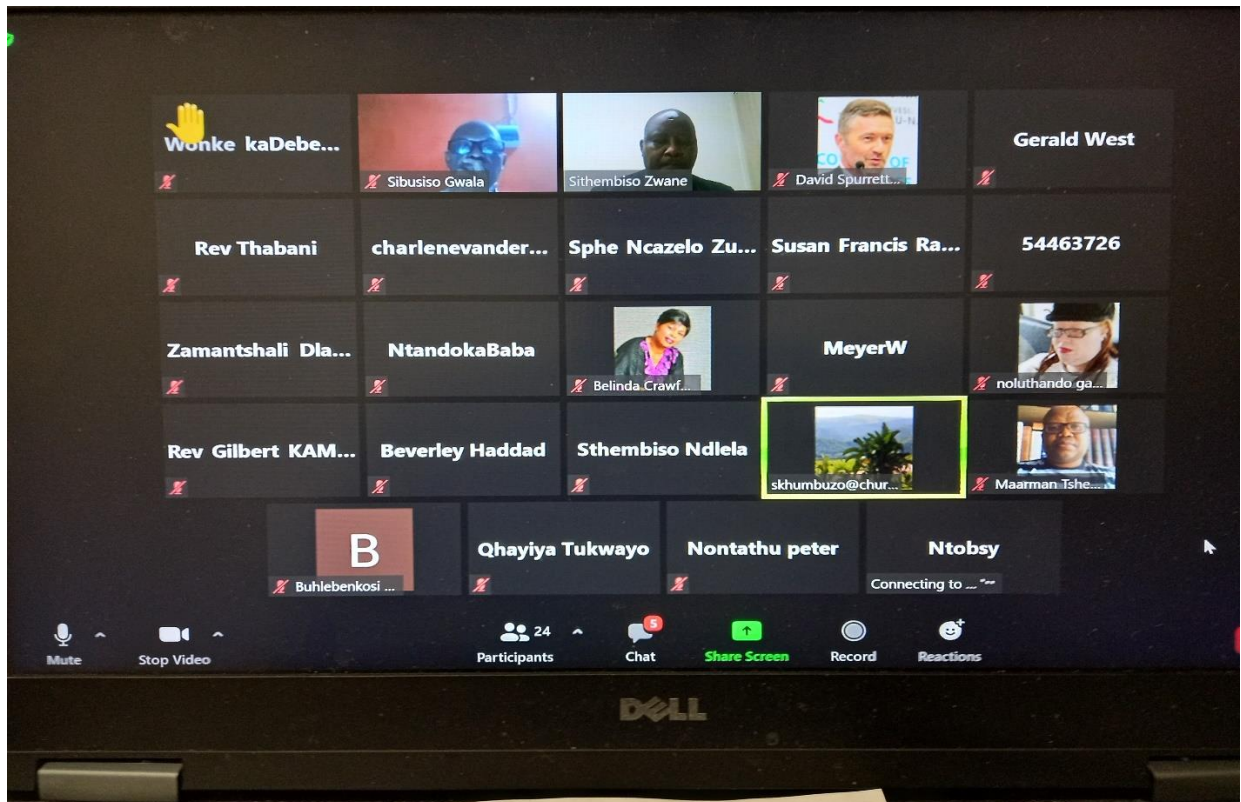 Wonke kaDebe...
Sibusiso Gwala
Sithembiso Zwane
David Spurrett...
Gerald West
Rev Thabani
charlenevander...
Sphe Ncazelo Zu...
Susan Francis Ra...
54463726
Zamantshali Dla...
NtandokaBaba
Belinda Crawf...
MeyerW
noluthando ga...
Rev Gilbert KAM...
Beverley Haddad
Sthembiso Ndlela
skhumbuzo@chur...
Maarman Tshe...
B
Buhlebenkosi ...
Qhayiya Tukwayo
Nontathu peter
Ntobsy
Connecting to ...
Mute
Stop Video
24
Participants
5
Chat
Share Screen
Record
Reactions
DELL